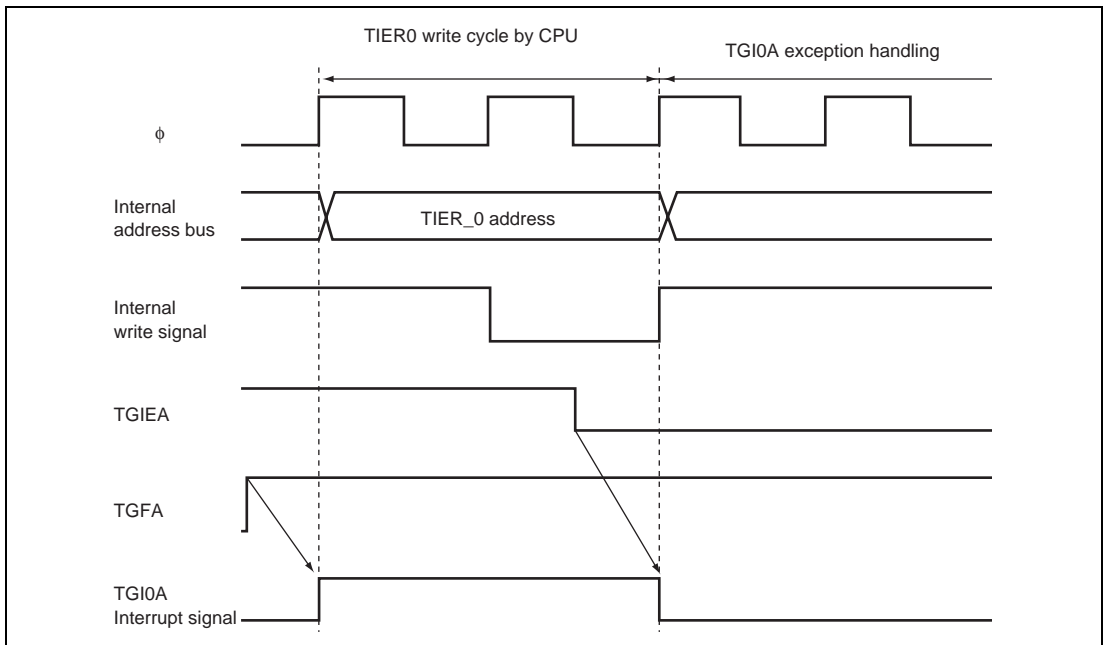 TIER0 write cycle by CPU
TGI0A exception handling
ϕ
Internal
address bus
TIER_0 address
Internal
write signal
TGIEA
TGFA
TGI0A
Interrupt signal